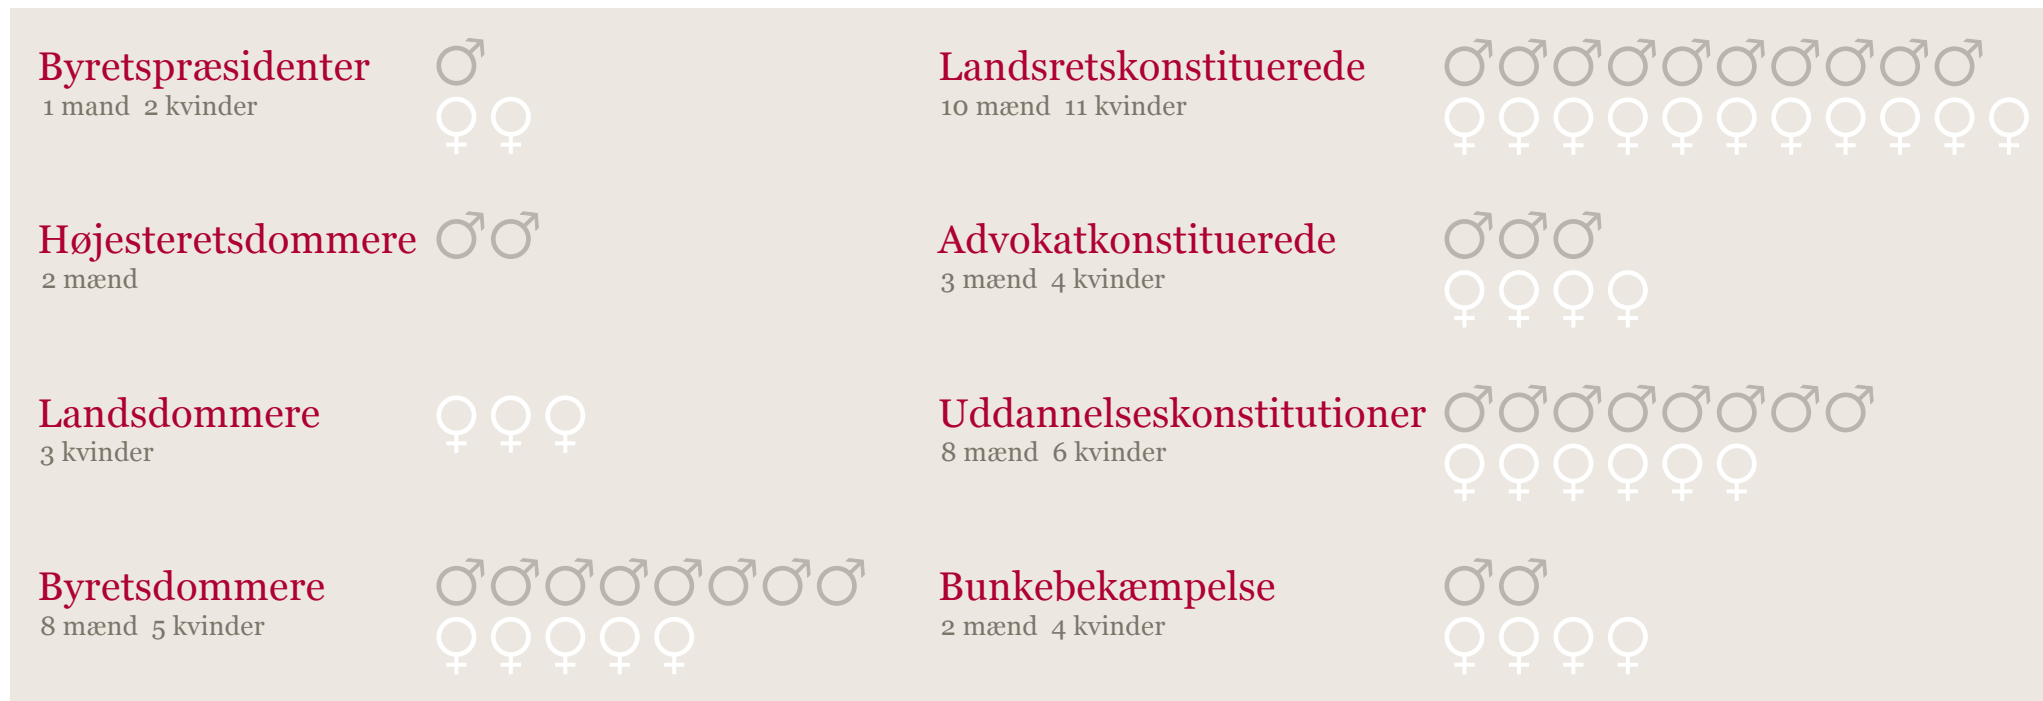 Byretspræsidenter
1 mand 2 kvinder
Højesteretsdommere
2 mænd
Landsdommere
3 kvinder
Byretsdommere
8 mænd 5 kvinder
Landsretskonstituerede
10 mænd 11 kvinder
Advokatkonstituerede
3 mænd 4 kvinder
Uddannelseskonstitutioner
8 mænd 6 kvinder
Bunkebekæmpelse
2 mænd 4 kvinder